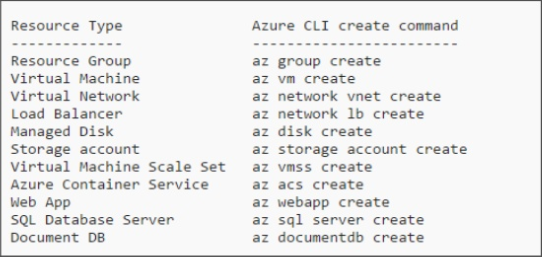 Resource Type Azure CLI create command
------------- -------------------------
Resource Group az group create
Virtual Machine az vm create
Virtual Network az network vnet create
Load Balancer az network lb create
Managed Disk az disk create
Storage account az storage account create
Virtual Machine Scale Set az vmss create
Azure Container Service az acs create
Web App az webapp create
SQL Database Server az sql server create
Document DB az documentdb create